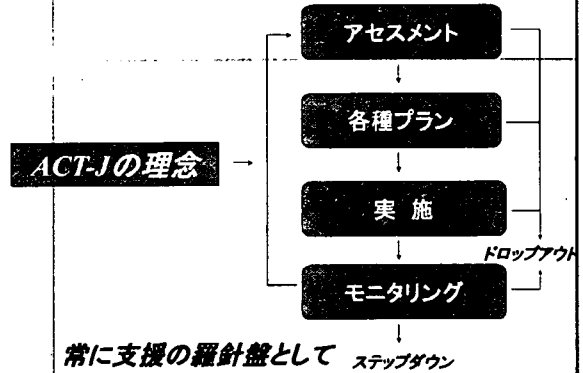 アセスメント
各種プラン
ACT-Jの理念
実 施
ドロップアウト
モニタリング
常に支援の羅針盤として
ステップダウン